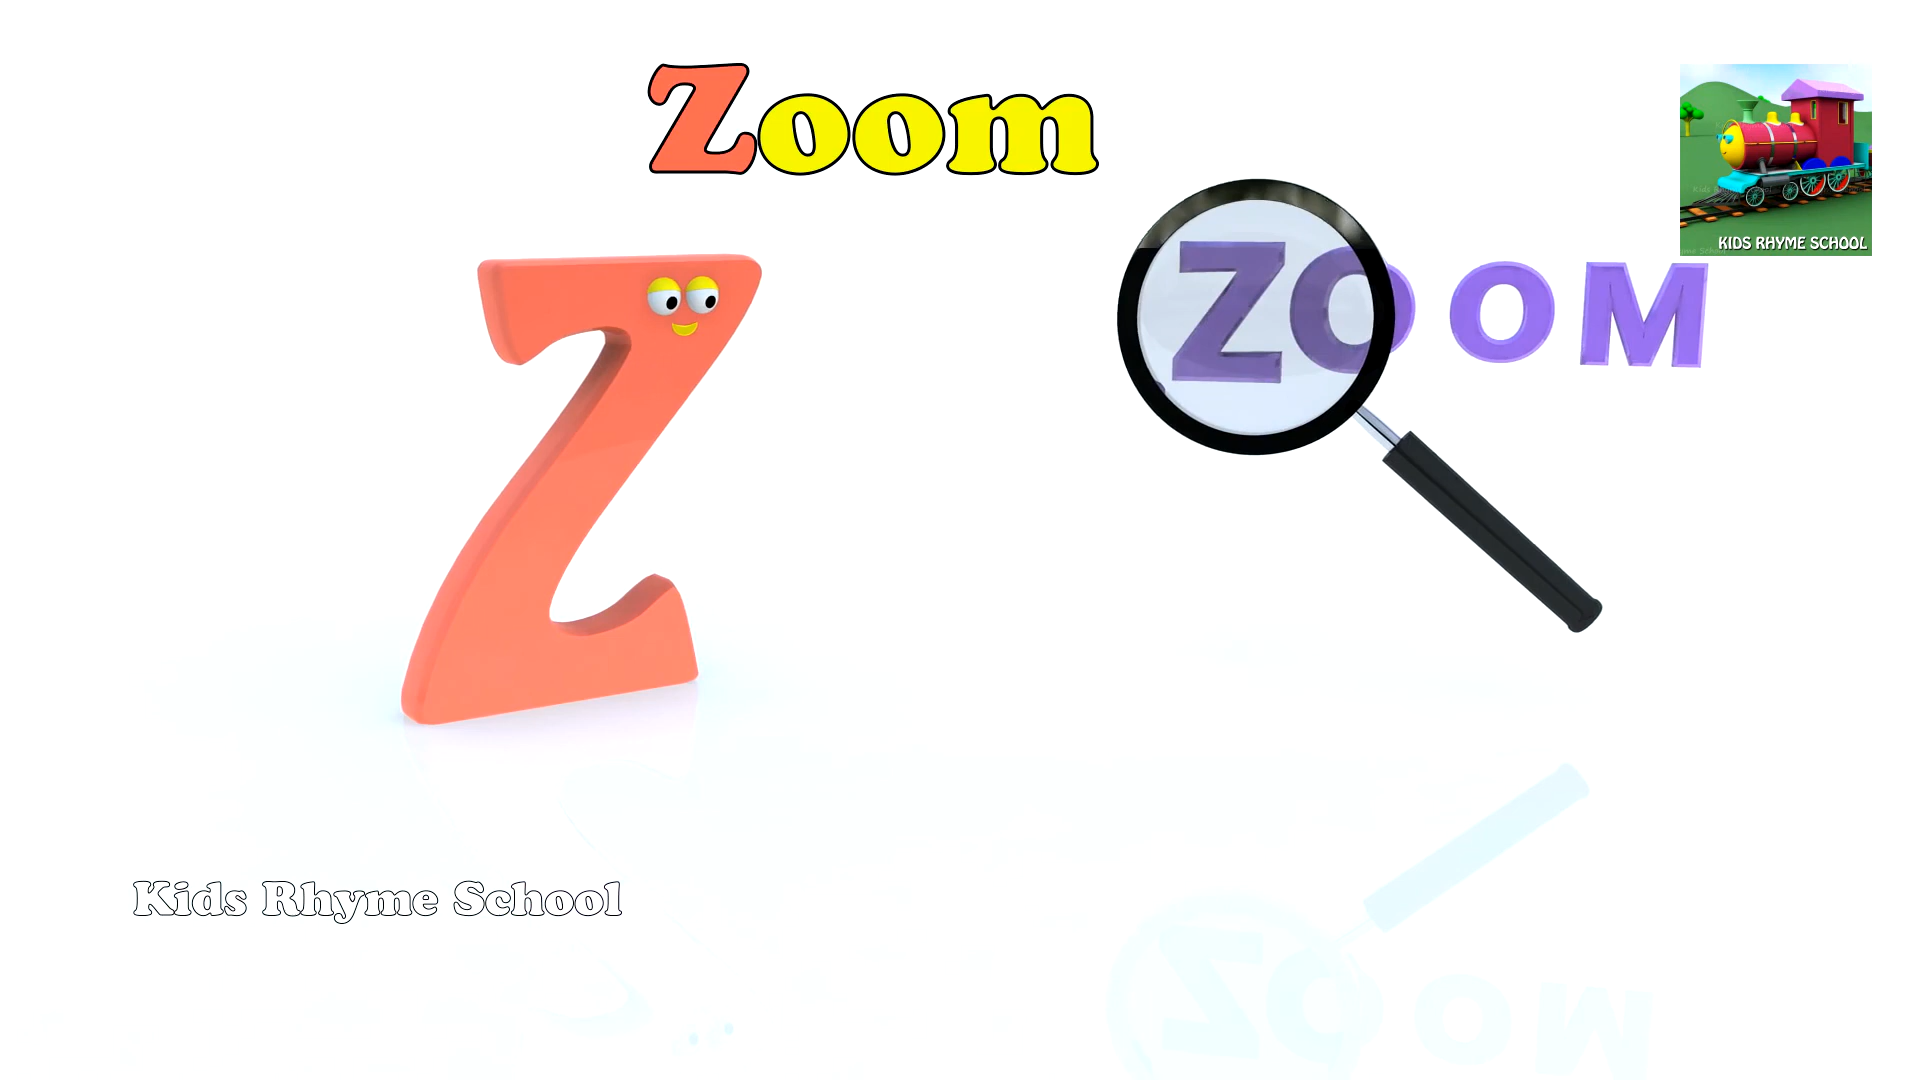 Zoom
ZOOM
KIDS RHYME SCHOOL
Z
Kids Rhyme School